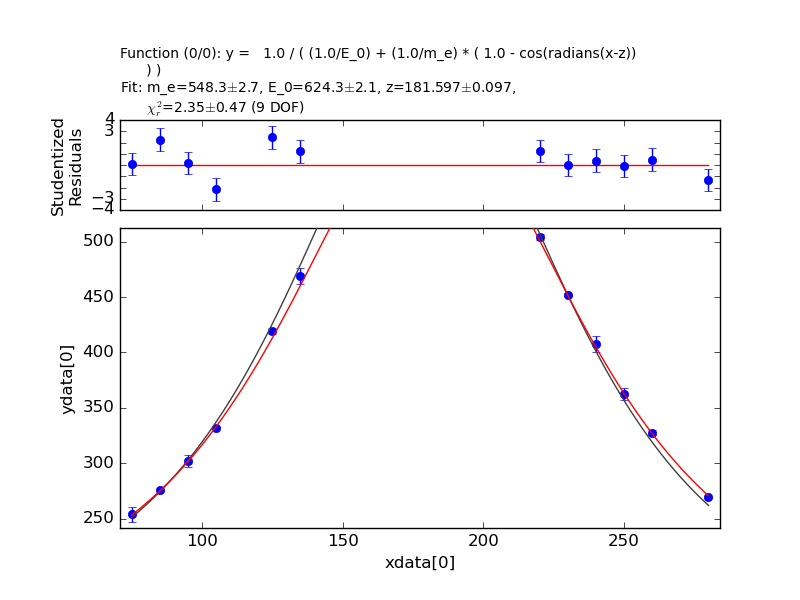 Function (0/0): y =   1.0 / ( (1.0/E_0) + (1.0/m_e) * ( 1.0 - cos(radians(x-z))
) )
Fit: m_e=548.3±2.7, E_0=624.3±2.1, z=181.597±0.097,
χ²ᵣ=2.35±0.47 (9 DOF)
4
3
−3
−4
Studentized
Residuals
500
450
400
350
300
250
ydata[0]
100 150 200 250
xdata[0]